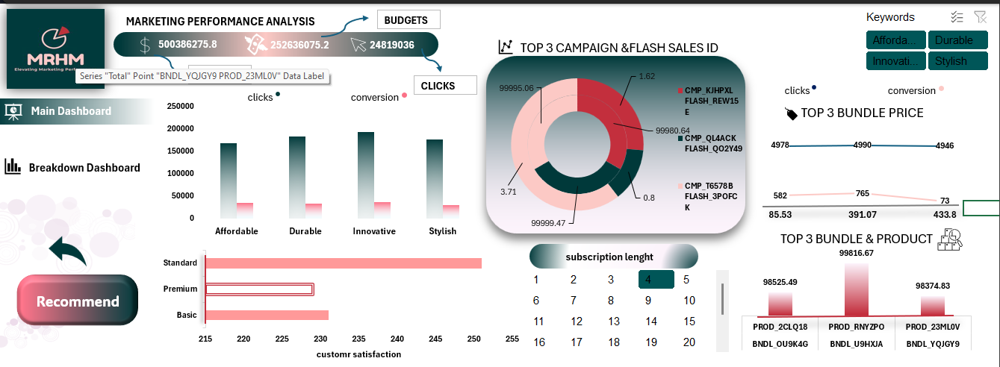 MARKETING PERFORMANCE ANALYSIS
BUDGETS
500386275.8
252636075.2
24819036
MRHM
Elevating Marketing Perfo
Series "Total" Point "BNDL_YQJGY9 PROD_23ML0V" Data Label
CLICKS
Main Dashboard
Breakdown Dashboard
Recommend
clicks
conversion
250000
200000
150000
100000
50000
0
Affordable
Durable
Innovative
Stylish
Standard
Premium
Basic
215
220
225
230
235
240
245
250
255
customr satisfaction
TOP 3 CAMPAIGN &FLASH SALES ID
1.62
99995.06
99980.64
3.71
0.8
99999.47
CMP_KJHPXL
FLASH_REW15
E
CMP_QL4ACK
FLASH_QO2Y49
CMP_T6578B
FLASH_3POFC
K
subscription lenght
1 2 3 4 5
6 7 8 9 10
11 12 13 14 15
16 17 18 19 20
Keywords
Afforda... Durable
Innovati... Stylish
clicks
conversion
TOP 3 BUNDLE PRICE
4978 4990 4946
582 765 73
85.53 391.07 433.8
TOP 3 BUNDLE & PRODUCT
99816.67
98525.49
98374.83
PROD_2CLQ18 PROD_RNYZPO PROD_23ML0V
BNDL_OU9K4G BNDL_U9HXJA BNDL_YQJGY9